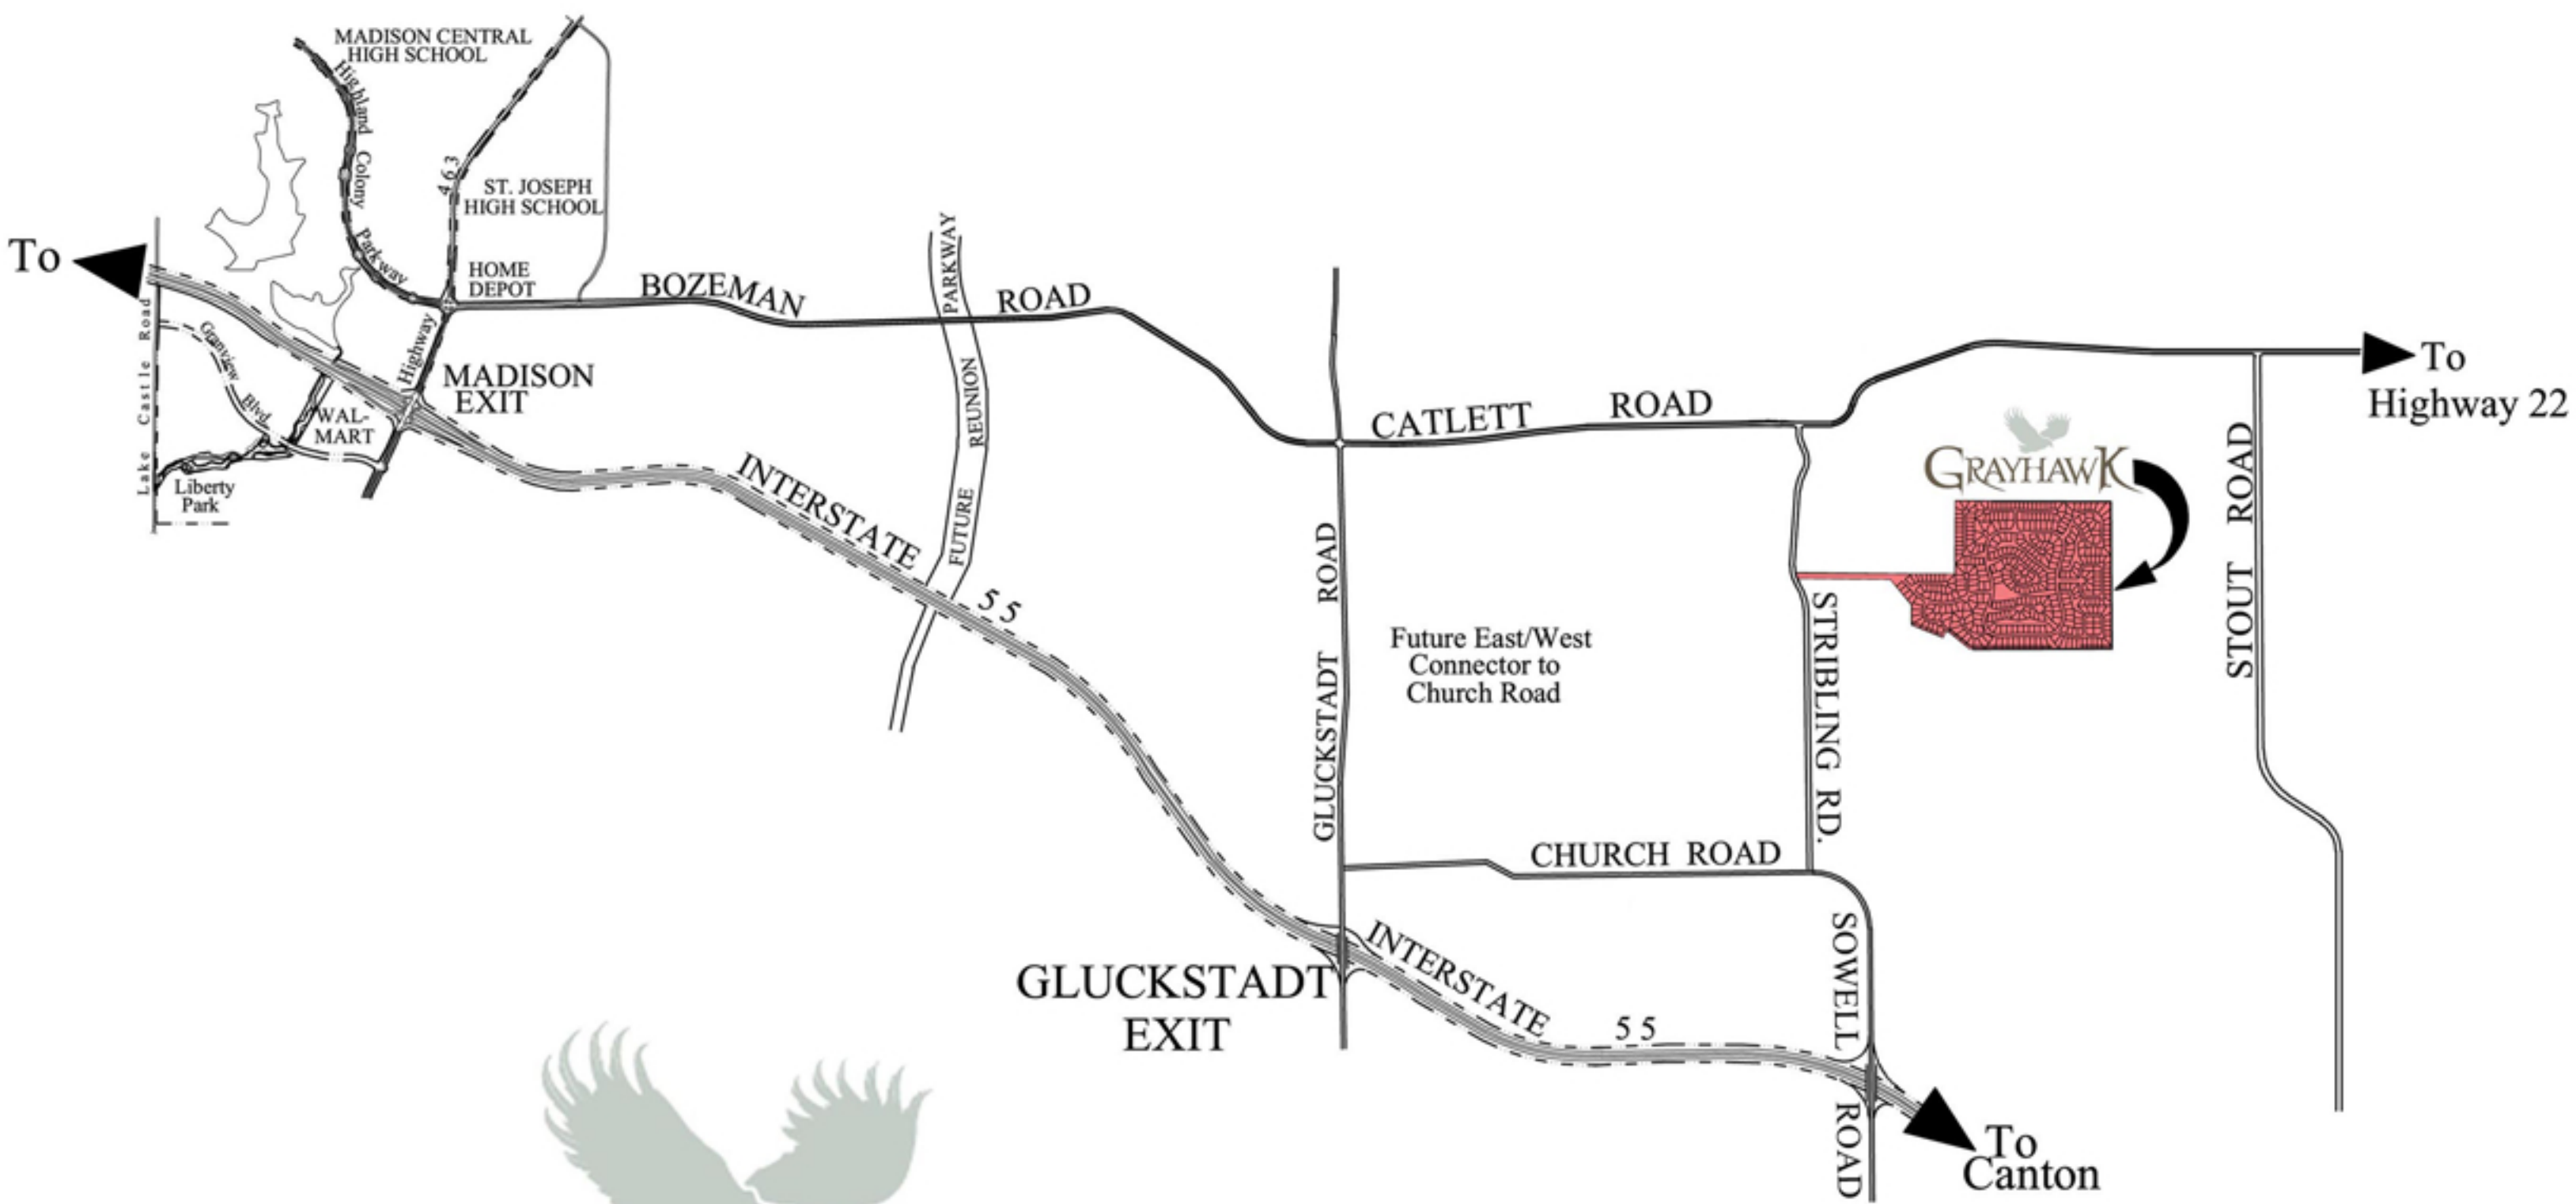 MADISON CENTRAL
HIGH SCHOOL
Highland Colony Parkway
463
ST. JOSEPH
HIGH SCHOOL
To
HOME
DEPOT
BOZEMAN ROAD
PARKWAY
REUNION
FUTURE
Lake Castle Road
Granview Blvd
Highway
MADISON
EXIT
WAL-
MART
Liberty
Park
INTERSTATE 55
CATLETT ROAD
To
Highway 22
GRAYHAWK
STOUT ROAD
GLUCKSTADT ROAD
Future East/West
Connector to
Church Road
STRIBLING RD.
CHURCH ROAD
GLUCKSTADT
EXIT
INTERSTATE 55
SOWELL ROAD
To
Canton